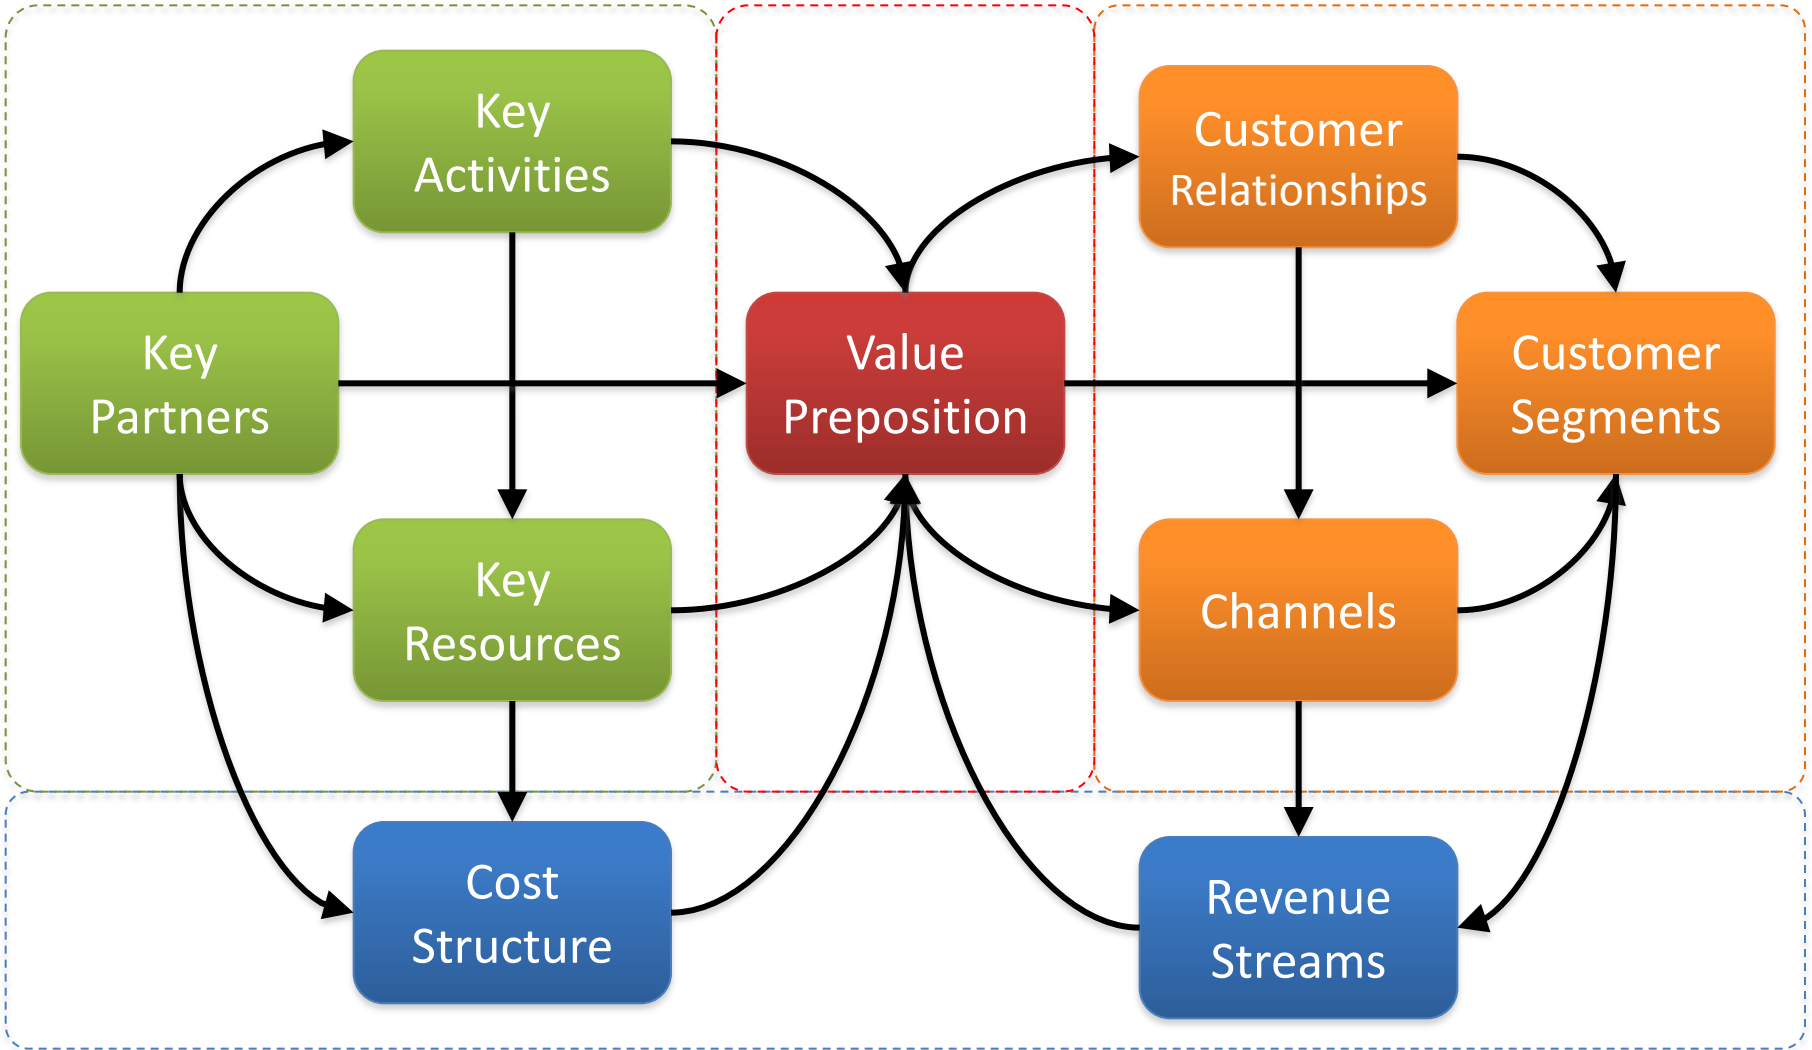 Key
Activities
Customer
Relationships
Key
Partners
Value
Preposition
Customer
Segments
Key
Resources
Channels
Cost
Structure
Revenue
Streams